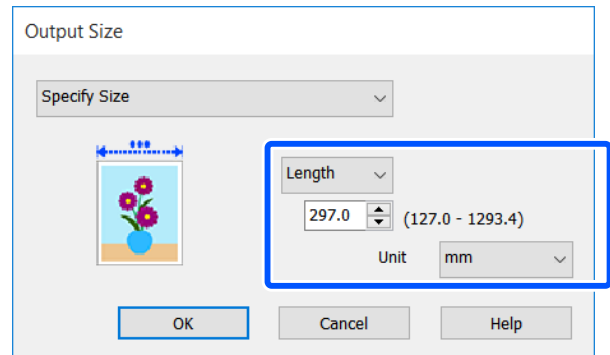 Output Size
Specify Size
Length
297.0 (127.0 - 1293.4)
Unit mm
OK Cancel Help